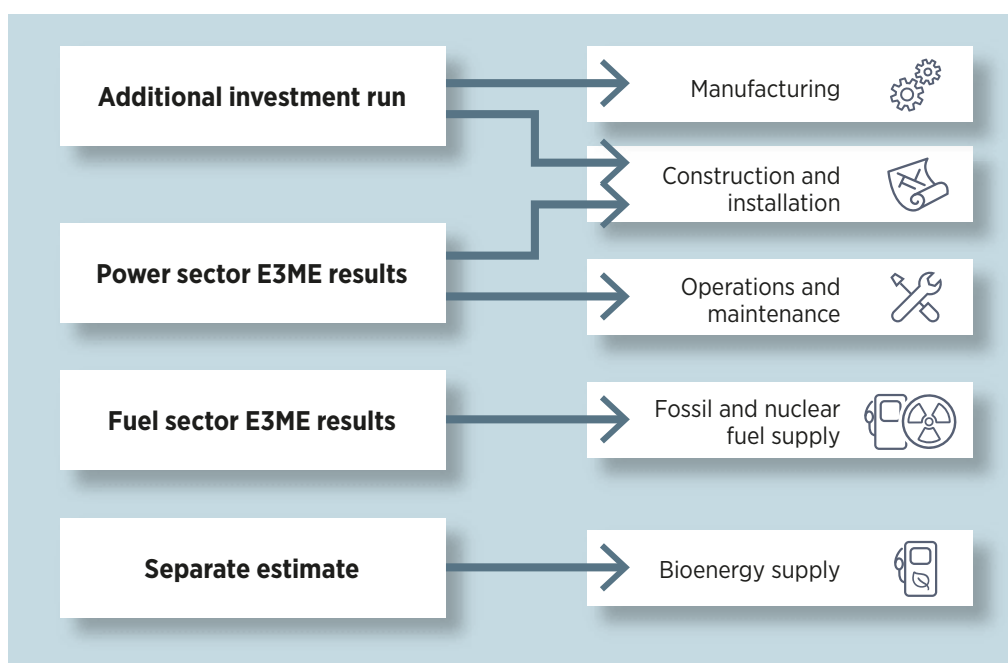 Additional investment run
Manufacturing
Construction and
installation
Power sector E3ME results
Operations and
maintenance
Fuel sector E3ME results
Fossil and nuclear
fuel supply
Separate estimate
Bioenergy supply